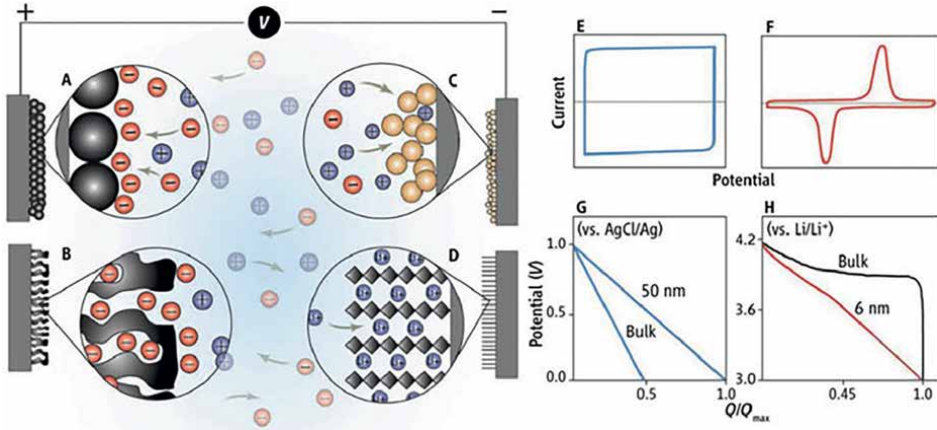 +
V
−
A
C
B
D
Li+
E
F
Current
Potential
G
H
(vs. AgCl/Ag)
(vs. Li/Li⁺)
Potential (V)
1.0
0.5
0.0
50 nm
Bulk
0.5
1.0
4.2
3.6
3.0
Bulk
6 nm
0.45
1.0
Q/Qmax